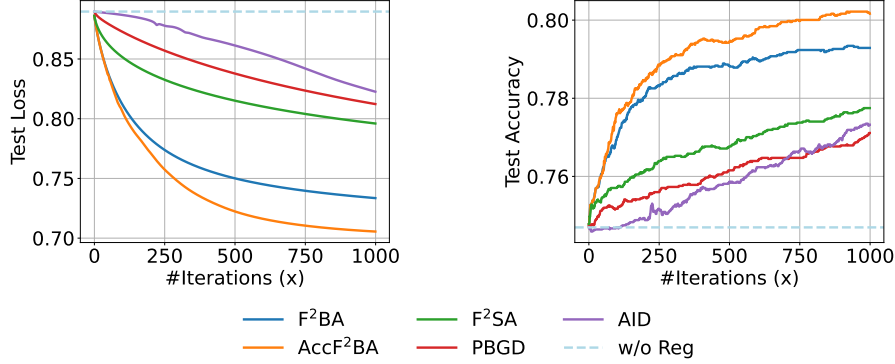 0.85
0.80
0.75
0.70
Test Loss
0 250 500 750 1000
#Iterations (x)
0.80
0.78
0.76
Test Accuracy
0 250 500 750 1000
#Iterations (x)
F²BA F²SA AID
AccF²BA PBGD w/o Reg